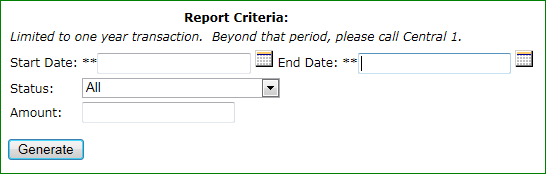 Report Criteria:
Limited to one year transaction. Beyond that period, please call Central 1.
Start Date: ** End Date: **
Status: All
Amount:
Generate